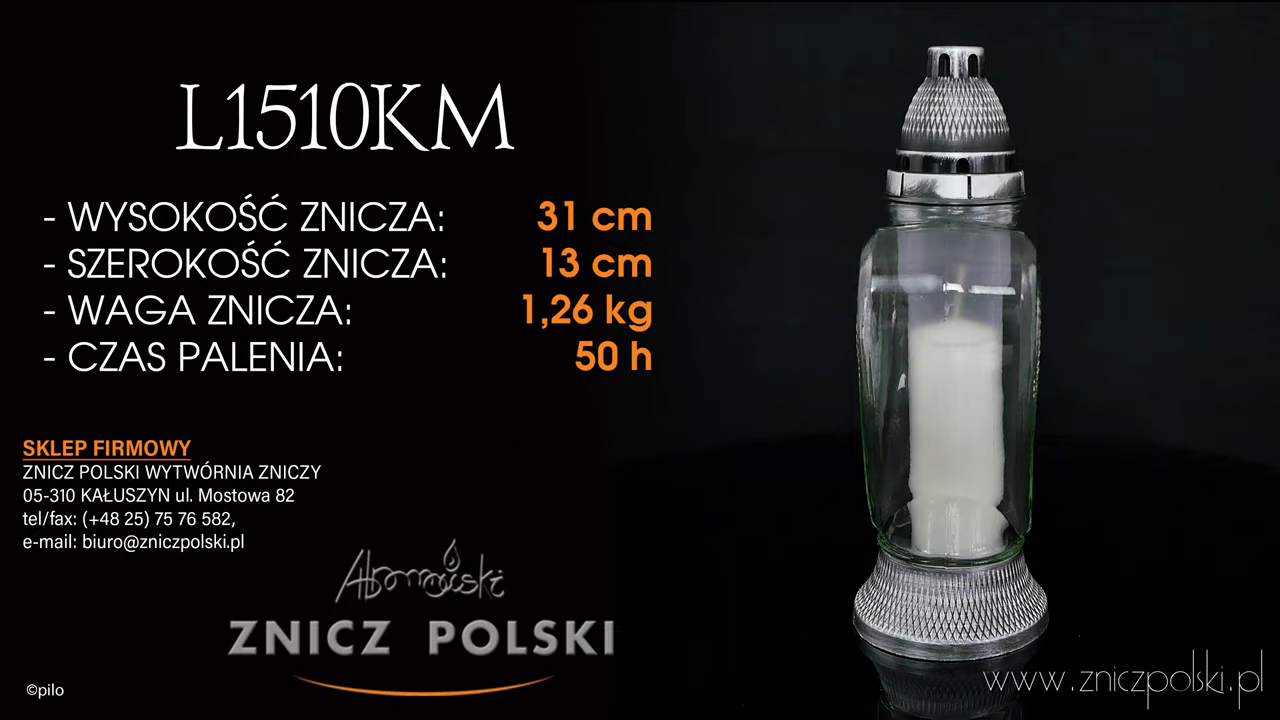 L1510KM
- WYSOKOŚĆ ZNICZA: 31 cm
- SZEROKOŚĆ ZNICZA: 13 cm
- WAGA ZNICZA: 1,26 kg
- CZAS PALENIA: 50 h
SKLEP FIRMOWY
ZNICZ POLSKI WYTWÓRNIA ZNICZY
05-310 KAŁUSZYN ul. Mostowa 82
tel/fax: (+48 25) 75 76 582,
e-mail: biuro@zniczpolski.pl
ZNICZ POLSKI
©pilo
www.zniczpolski.pl